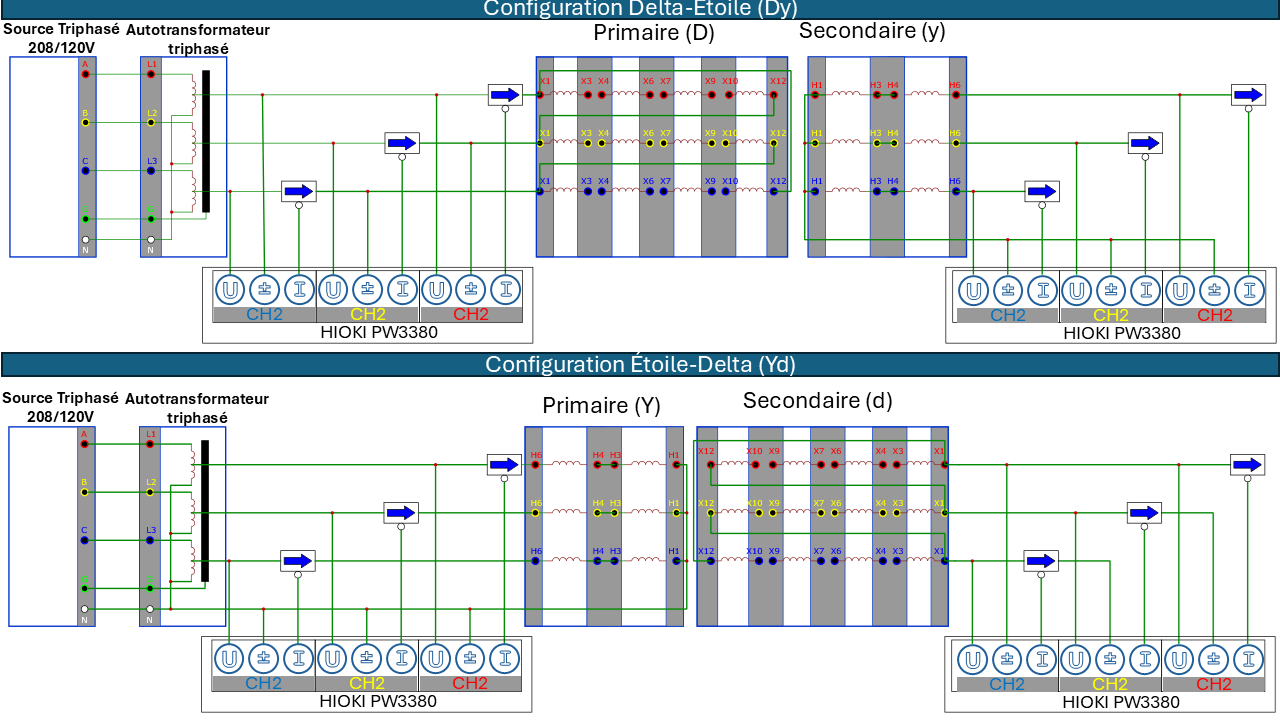 Configuration Delta-Etoile (Dy)
Source Triphasé Autotransformateur
208/120V triphasé
Primaire (D)
Secondaire (y)
A L1
X1 X3 X4 X6 X7 X9 X10 X12 H1 H3 H4 H6
B L2
X1 X3 X4 X6 X7 X9 X10 X12 H1 H3 H4 H6
C L3
X1 X3 X4 X6 X7 X9 X10 X12 H1 H3 H4 H6
N N
U ± I U ± I U ± I
CH2 CH2 CH2
HIOKI PW3380
U ± I U ± I U ± I
CH2 CH2 CH2
HIOKI PW3380
Configuration Étoile-Delta (Yd)
Source Triphasé Autotransformateur
208/120V triphasé
Primaire (Y)
Secondaire (d)
A L1
H6 H4 H3 H1 X12 X10 X9 X7 X6 X4 X3 X1
B L2
H6 H4 H3 H1 X12 X10 X9 X7 X6 X4 X3 X1
C L3
H6 H4 H3 H1 X12 X10 X9 X7 X6 X4 X3 X1
N N
U ± I U ± I U ± I
CH2 CH2 CH2
HIOKI PW3380
U ± I U ± I U ± I
CH2 CH2 CH2
HIOKI PW3380